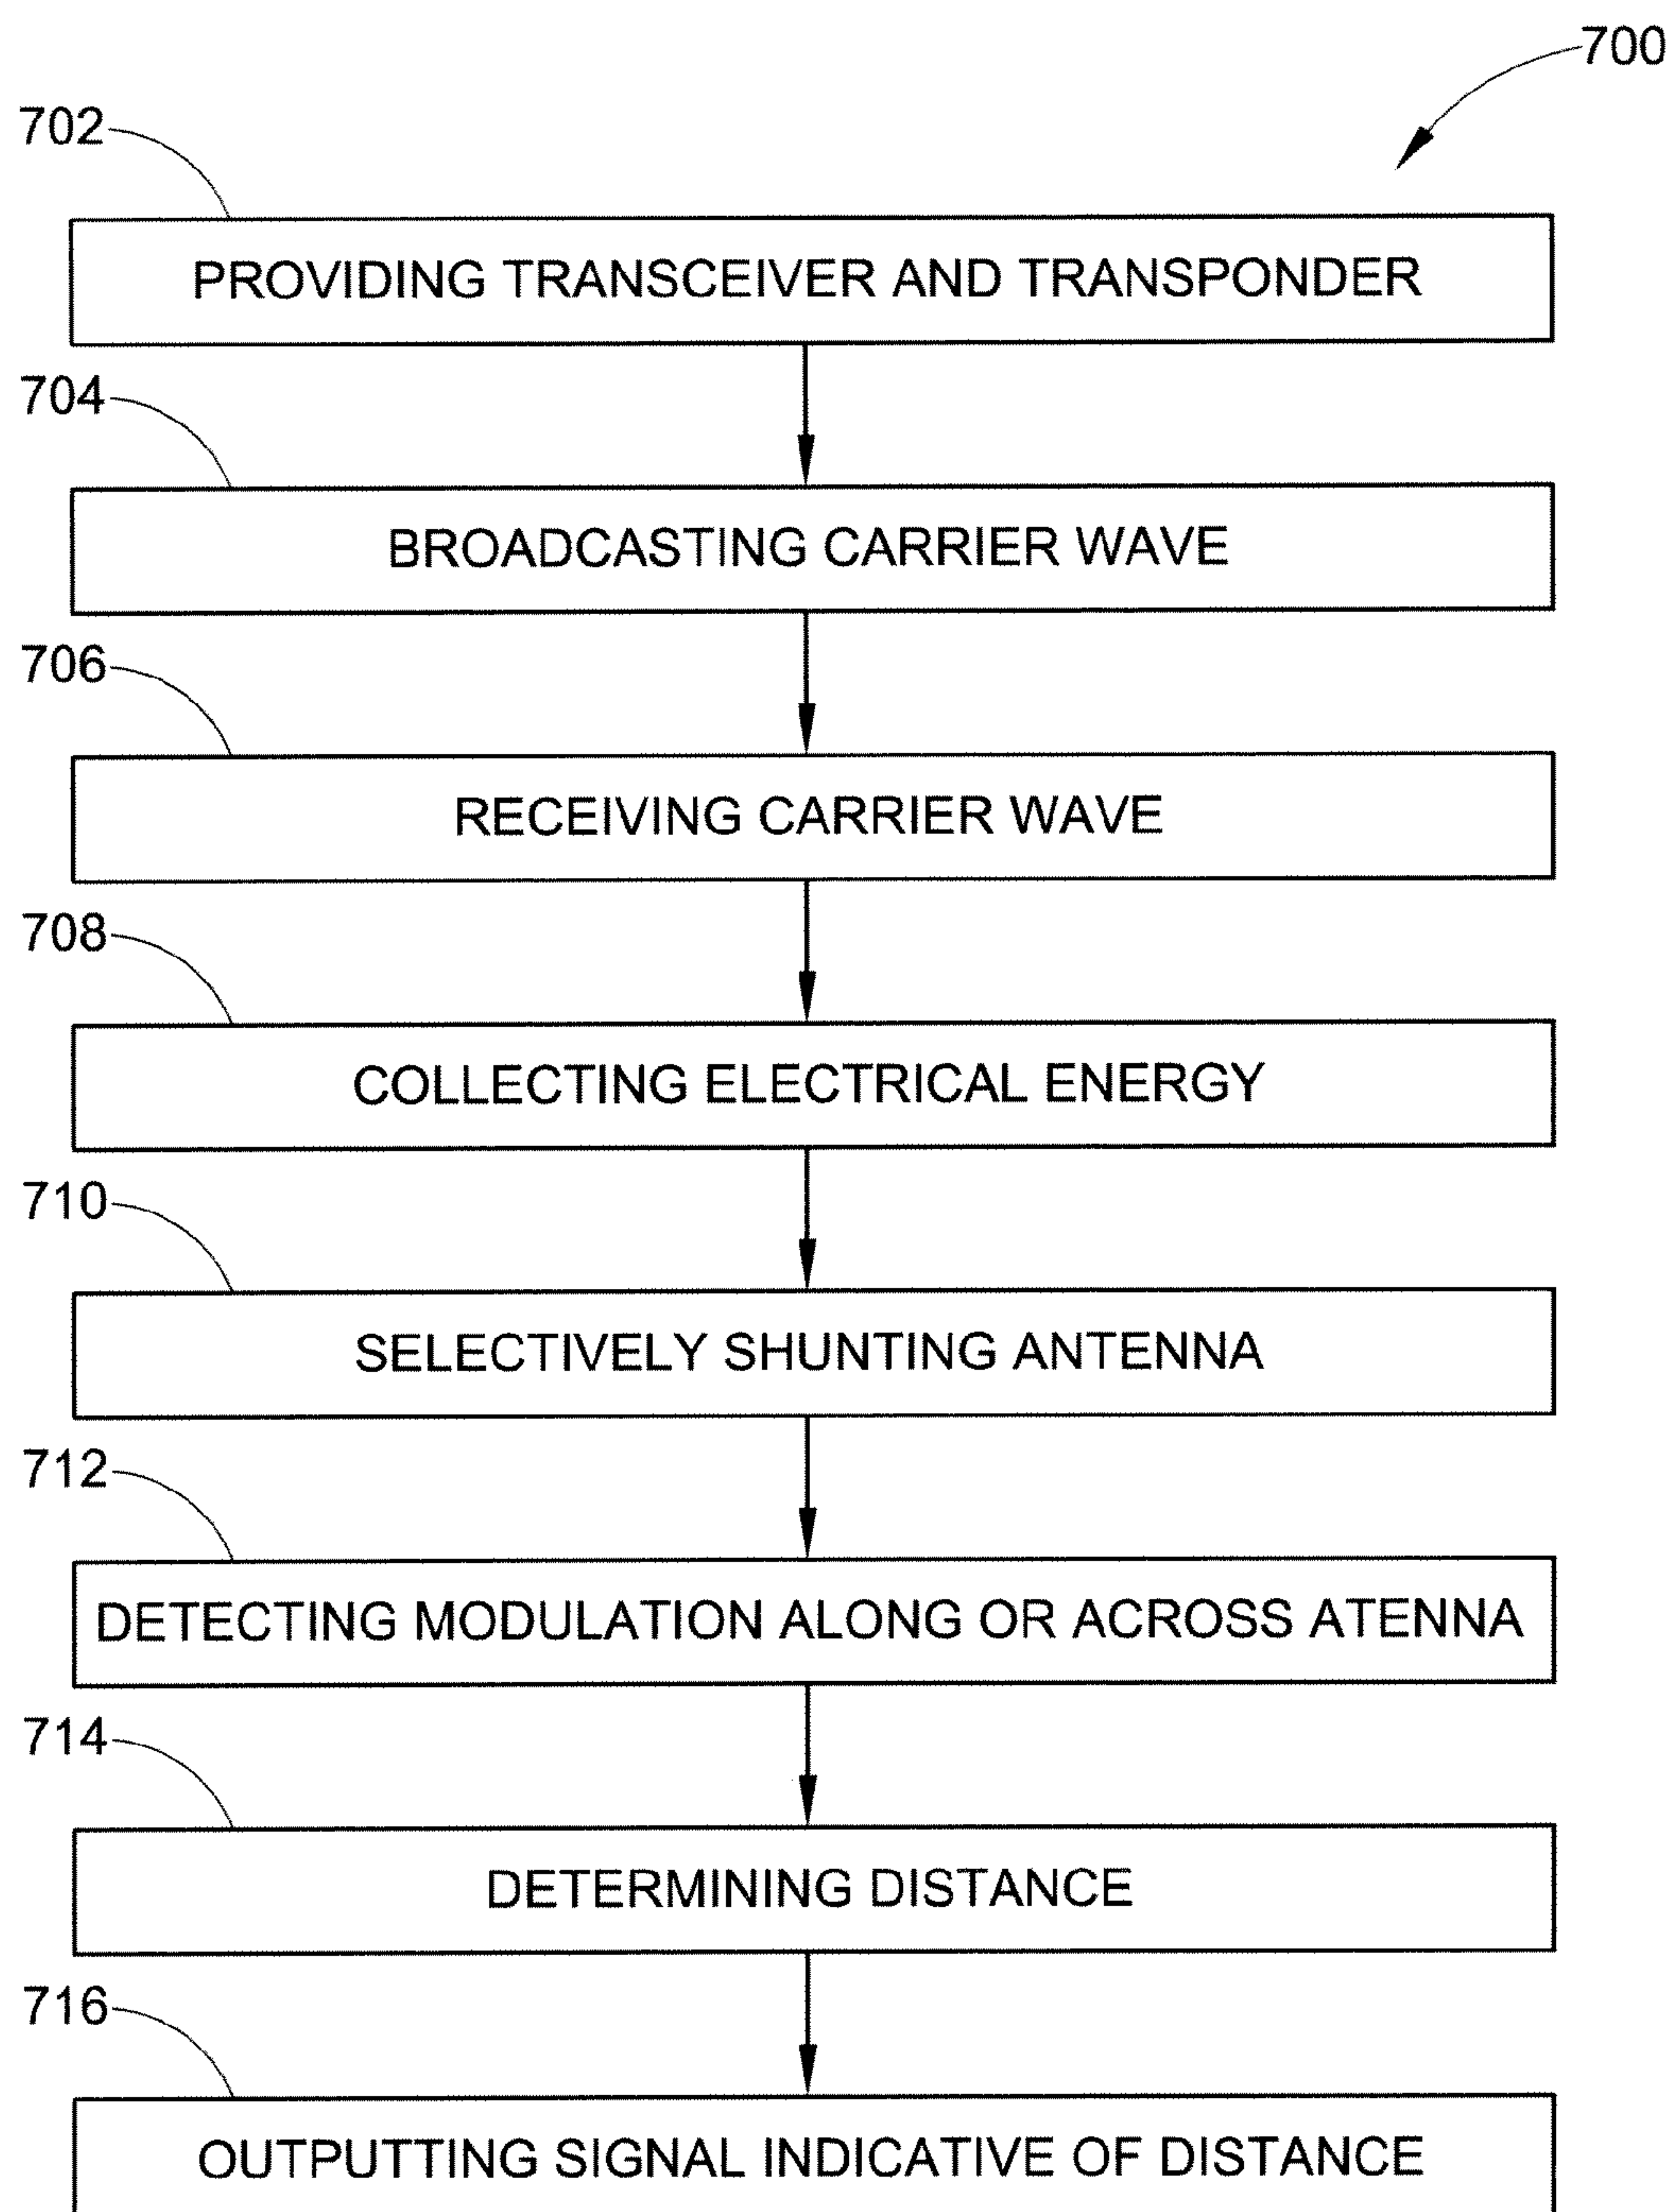 700
702
PROVIDING TRANSCEIVER AND TRANSPONDER
704
BROADCASTING CARRIER WAVE
706
RECEIVING CARRIER WAVE
708
COLLECTING ELECTRICAL ENERGY
710
SELECTIVELY SHUNTING ANTENNA
712
DETECTING MODULATION ALONG OR ACROSS ATENNA
714
DETERMINING DISTANCE
716
OUTPUTTING SIGNAL INDICATIVE OF DISTANCE